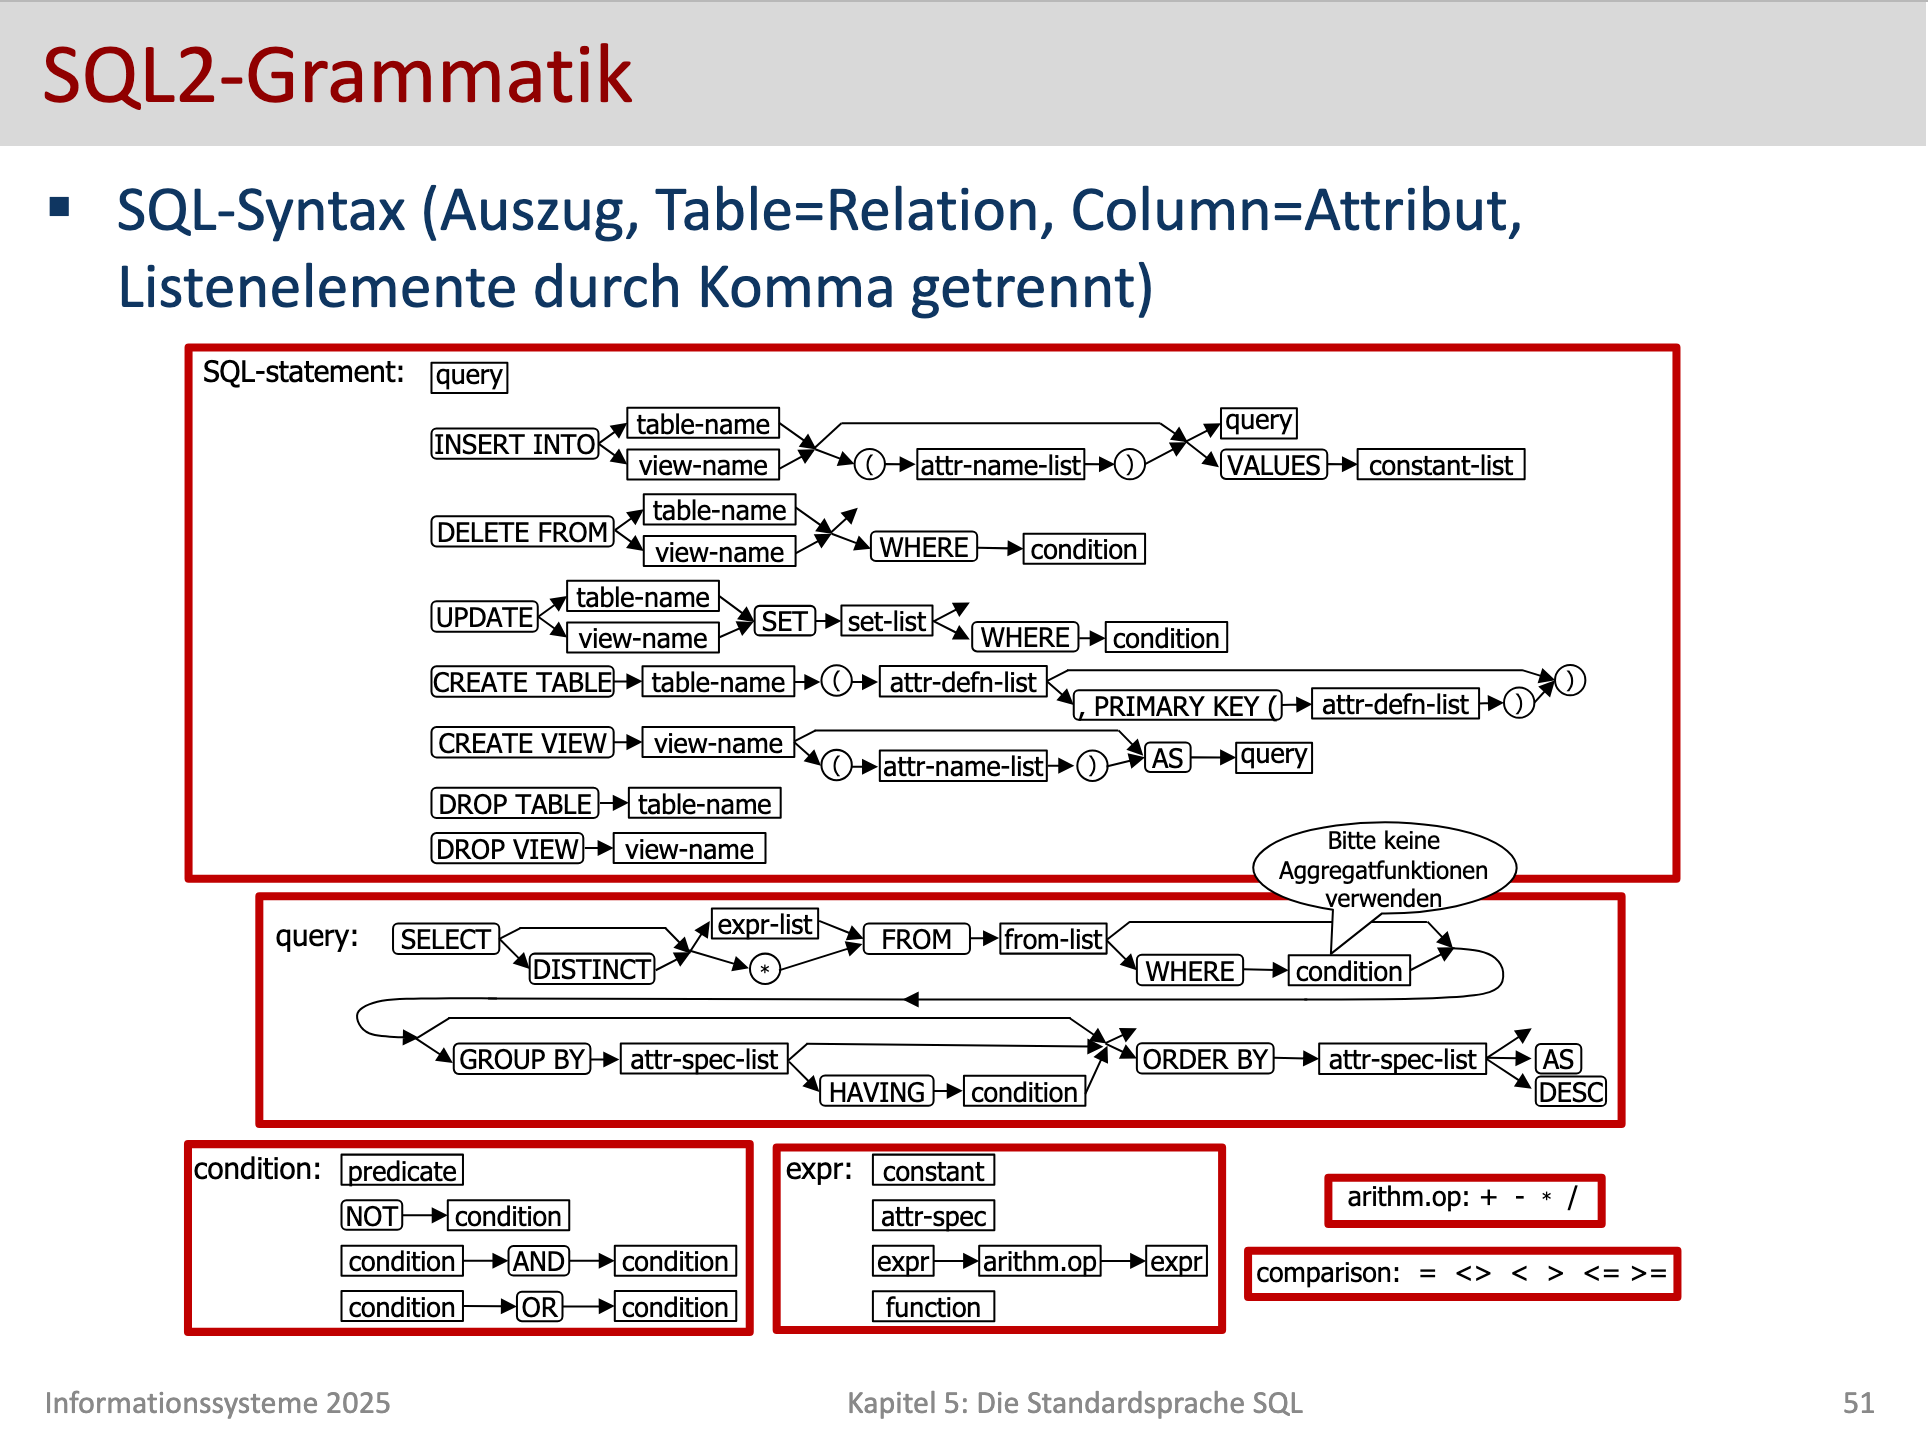 SQL2-Grammatik
▪ SQL-Syntax (Auszug, Table=Relation, Column=Attribut,
Listenelemente durch Komma getrennt)
SQL-statement: query
INSERT INTO table-name view-name ( attr-name-list ) query VALUES constant-list
DELETE FROM table-name view-name WHERE condition
UPDATE table-name view-name SET set-list WHERE condition
CREATE TABLE table-name ( attr-defn-list , PRIMARY KEY ( attr-defn-list ) )
CREATE VIEW view-name ( attr-name-list ) AS query
DROP TABLE table-name
DROP VIEW view-name
Bitte keine
Aggregatfunktionen
verwenden
query: SELECT DISTINCT expr-list * FROM from-list WHERE condition
GROUP BY attr-spec-list HAVING condition ORDER BY attr-spec-list AS DESC
condition: predicate
NOT condition
condition AND condition
condition OR condition
expr: constant
attr-spec
expr arithm.op expr
function
arithm.op: + - * /
comparison: = <> < > <= >=
Informationssysteme 2025
Kapitel 5: Die Standardsprache SQL
51